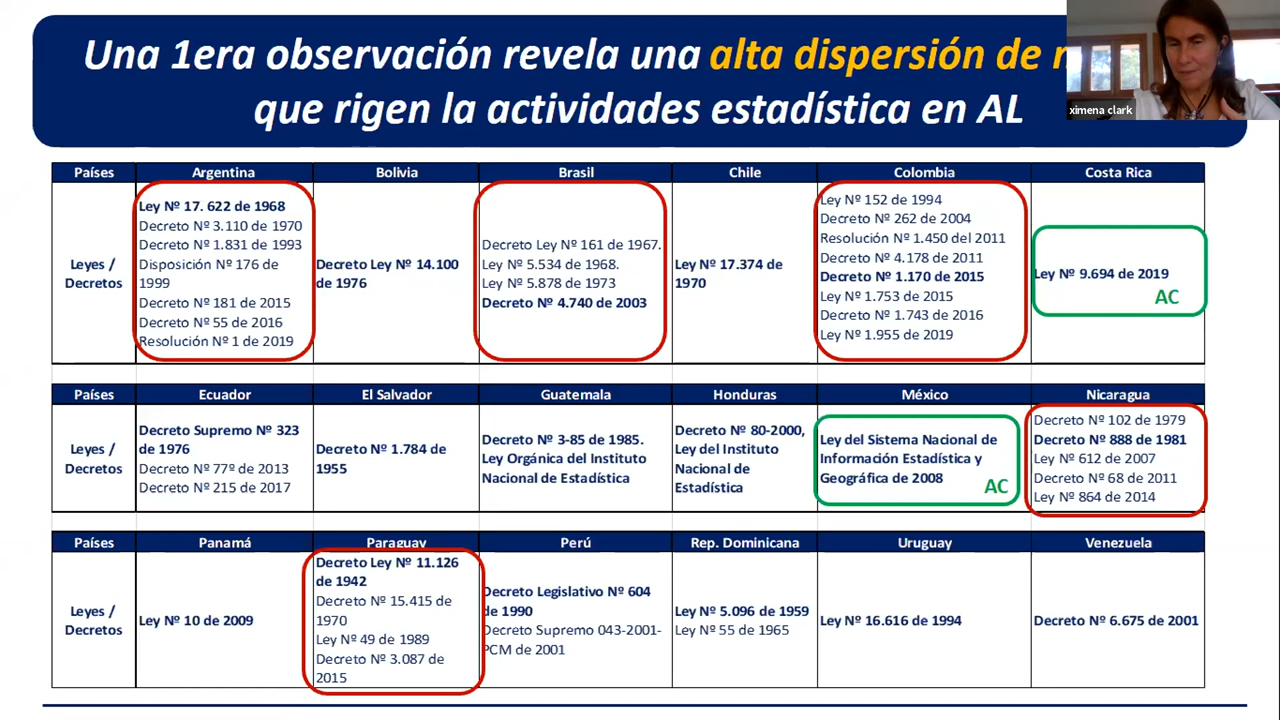 Una 1era observación revela una alta dispersión de
que rigen la actividades estadística en AL
ximena clark
Países
Argentina
Bolivia
Brasil
Chile
Colombia
Costa Rica
Leyes /
Decretos
Ley Nº 17. 622 de 1968
Decreto Nº 3.110 de 1970
Decreto Nº 1.831 de 1993
Disposición Nº 176 de
1999
Decreto Nº 181 de 2015
Decreto Nº 55 de 2016
Resolución Nº 1 de 2019
Decreto Ley Nº 14.100
de 1976
Decreto Ley Nº 161 de 1967.
Ley Nº 5.534 de 1968.
Ley Nº 5.878 de 1973
Decreto Nº 4.740 de 2003
Ley Nº 17.374 de
1970
Ley Nº 152 de 1994
Decreto Nº 262 de 2004
Resolución Nº 1.450 del 2011
Decreto Nº 4.178 de 2011
Decreto Nº 1.170 de 2015
Ley Nº 1.753 de 2015
Decreto Nº 1.743 de 2016
Ley Nº 1.955 de 2019
Ley Nº 9.694 de 2019
AC
Países
Ecuador
El Salvador
Guatemala
Honduras
México
Nicaragua
Leyes /
Decretos
Decreto Supremo Nº 323
de 1976
Decreto Nº 77º de 2013
Decreto Nº 215 de 2017
Decreto Nº 1.784 de
1955
Decreto Nº 3-85 de 1985.
Ley Orgánica del Instituto
Nacional de Estadística
Decreto Nº 80-2000,
Ley del Instituto
Nacional de
Estadística
Ley del Sistema Nacional de
Información Estadística y
Geográfica de 2008
AC
Decreto Nº 102 de 1979
Decreto Nº 888 de 1981
Ley Nº 612 de 2007
Decreto Nº 68 de 2011
Ley Nº 864 de 2014
Países
Panamá
Paraguay
Perú
Rep. Dominicana
Uruguay
Venezuela
Leyes /
Decretos
Ley Nº 10 de 2009
Decreto Ley Nº 11.126
de 1942
Decreto Nº 15.415 de
1970
Ley Nº 49 de 1989
Decreto Nº 3.087 de
2015
Decreto Legislativo Nº 604
de 1990
Decreto Supremo 043-2001-
PCM de 2001
Ley Nº 5.096 de 1959
Ley Nº 55 de 1965
Ley Nº 16.616 de 1994
Decreto Nº 6.675 de 2001